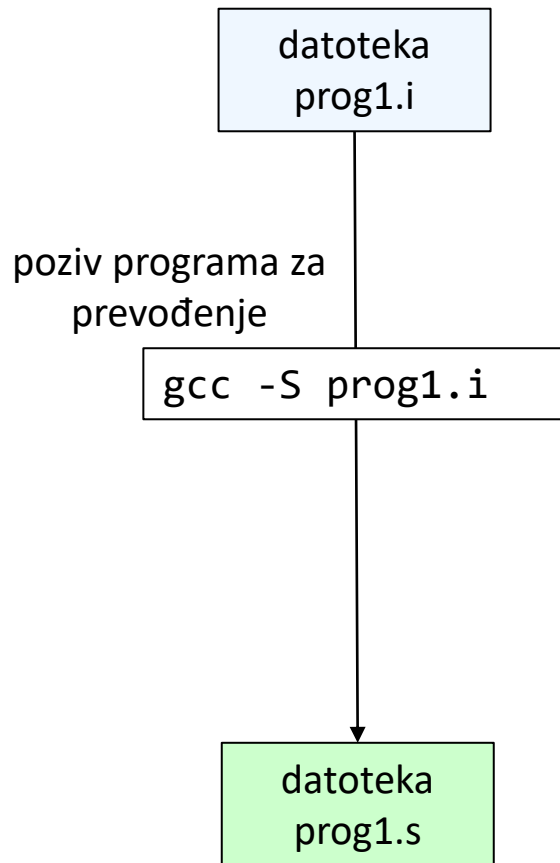 datoteka
prog1.i
poziv programa za
prevođenje
gcc -S prog1.i
datoteka
prog1.s